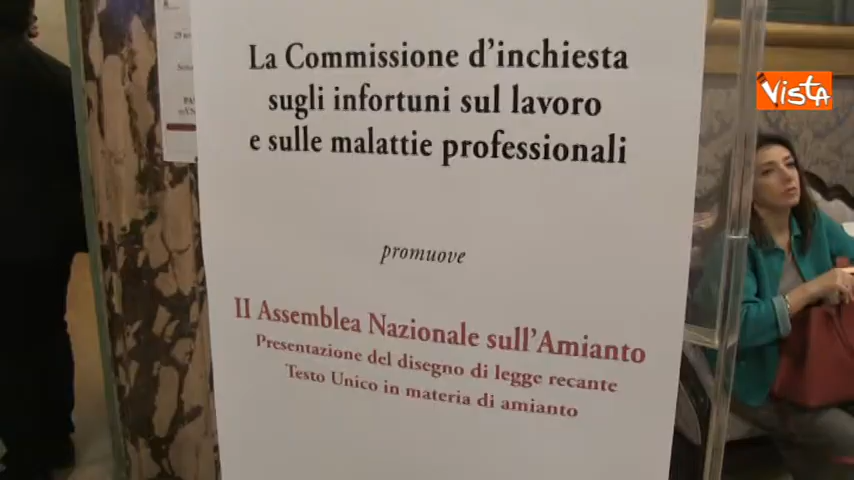 La Commissione d'inchiesta
sugli infortuni sul lavoro
e sulle malattie professionali
promuove
II Assemblea Nazionale sull'Amianto
Presentazione del disegno di legge recante
Testo Unico in materia di amianto
VISTA